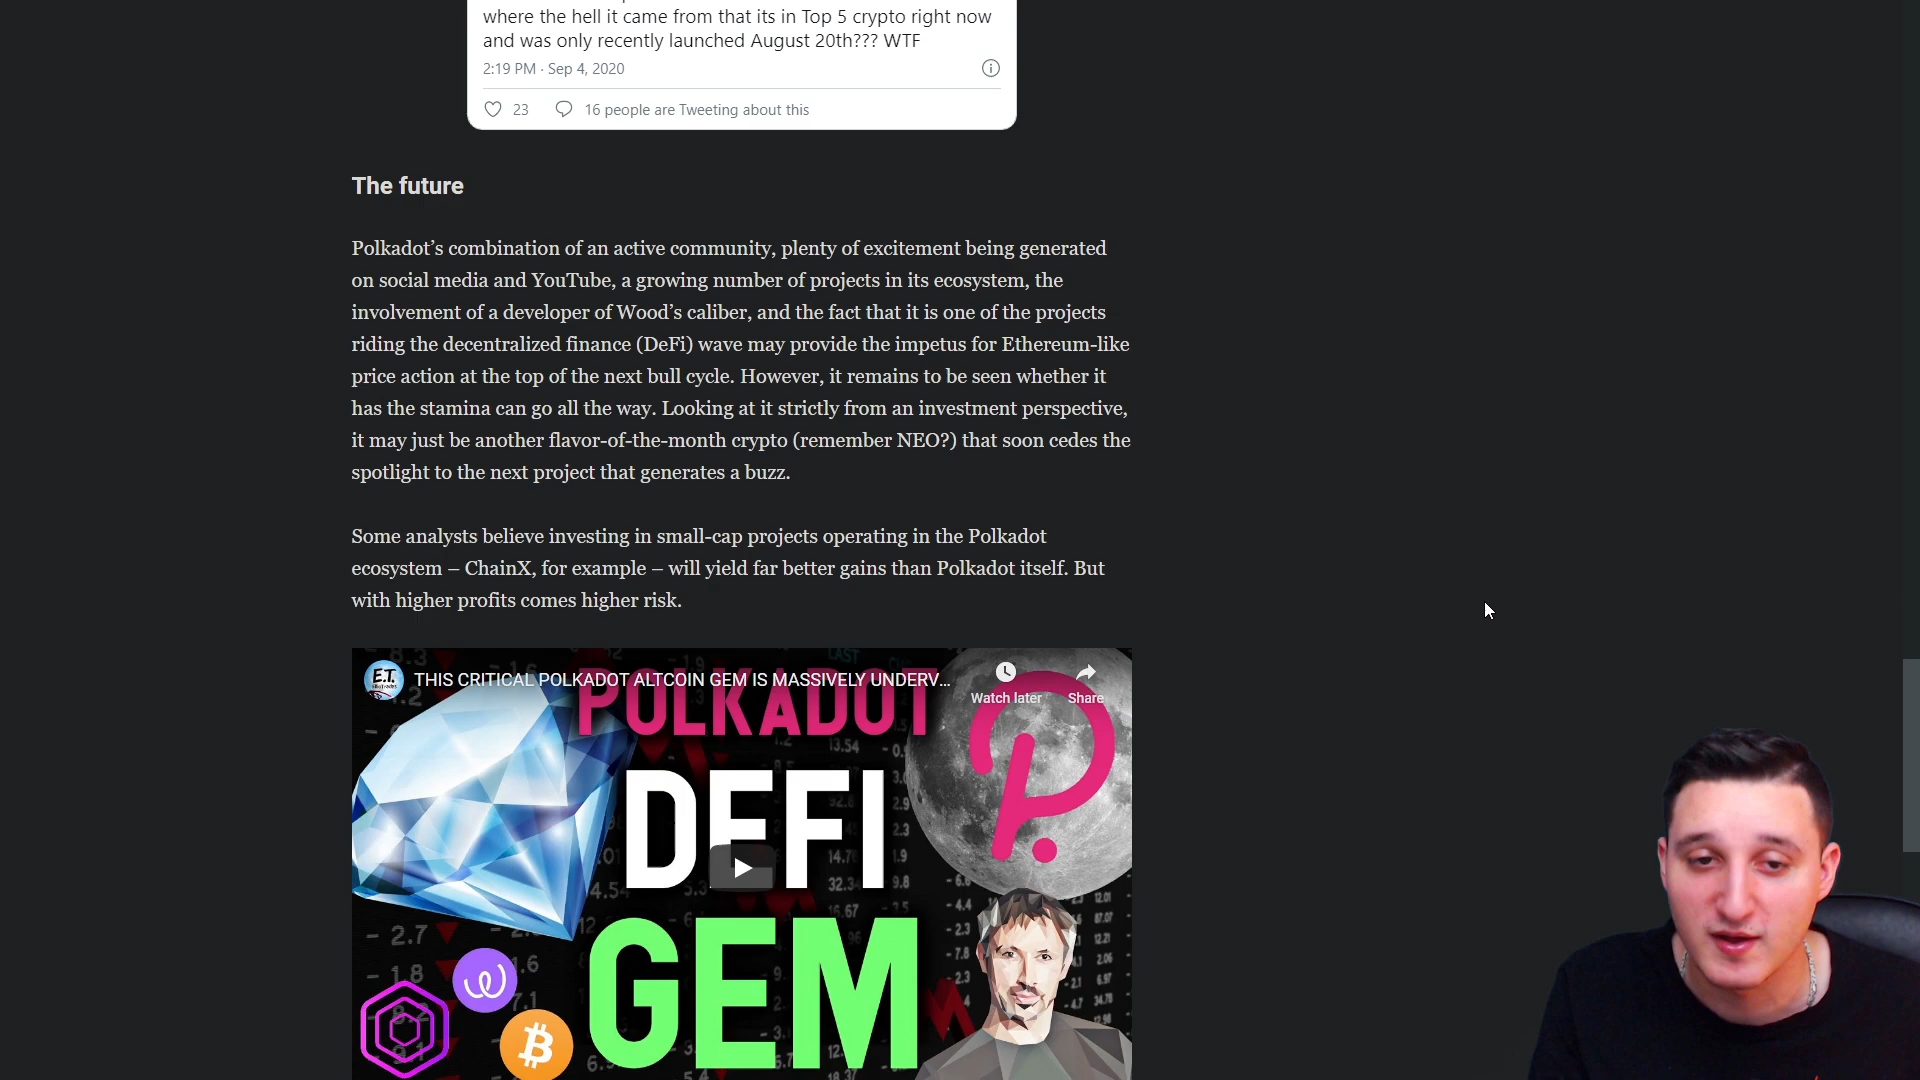 where the hell it came from that its in Top 5 crypto right now
and was only recently launched August 20th??? WTF
2:19 PM · Sep 4, 2020
23 16 people are Tweeting about this
The future
Polkadot’s combination of an active community, plenty of excitement being generated
on social media and YouTube, a growing number of projects in its ecosystem, the
involvement of a developer of Wood’s caliber, and the fact that it is one of the projects
riding the decentralized finance (DeFi) wave may provide the impetus for Ethereum-like
price action at the top of the next bull cycle. However, it remains to be seen whether it
has the stamina can go all the way. Looking at it strictly from an investment perspective,
it may just be another flavor-of-the-month crypto (remember NEO?) that soon cedes the
spotlight to the next project that generates a buzz.
Some analysts believe investing in small-cap projects operating in the Polkadot
ecosystem – ChainX, for example – will yield far better gains than Polkadot itself. But
with higher profits comes higher risk.
E.T.
THIS CRITICAL POLKADOT ALTCOIN GEM IS MASSIVELY UNDERV...
Watch later Share
POLKADOT
DEFI
GEM